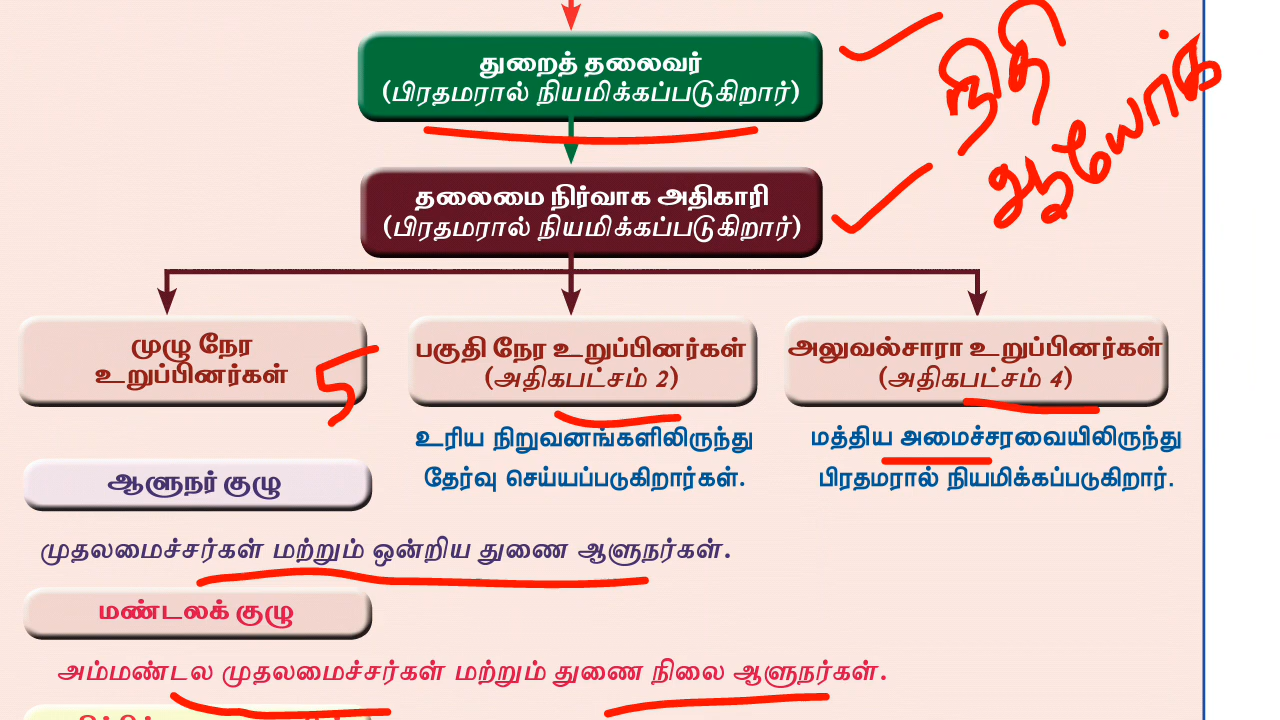 துறைத் தலைவர்
(பிரதமரால் நியமிக்கப்படுகிறார்)
நிதி
ஆயோக்
தலைமை நிர்வாக அதிகாரி
(பிரதமரால் நியமிக்கப்படுகிறார்)
முழு நேர
உறுப்பினர்கள்
5
பகுதி நேர உறுப்பினர்கள்
(அதிகபட்சம் 2)
உரிய நிறுவனங்களிலிருந்து
தேர்வு செய்யப்படுகிறார்கள்.
அலுவல்சாரா உறுப்பினர்கள்
(அதிகபட்சம் 4)
மத்திய அமைச்சரவையிலிருந்து
பிரதமரால் நியமிக்கப்படுகிறார்.
ஆளுநர் குழு
முதலமைச்சர்கள் மற்றும் ஒன்றிய துணை ஆளுநர்கள்.
மண்டலக் குழு
அம்மண்டல முதலமைச்சர்கள் மற்றும் துணை நிலை ஆளுநர்கள்.